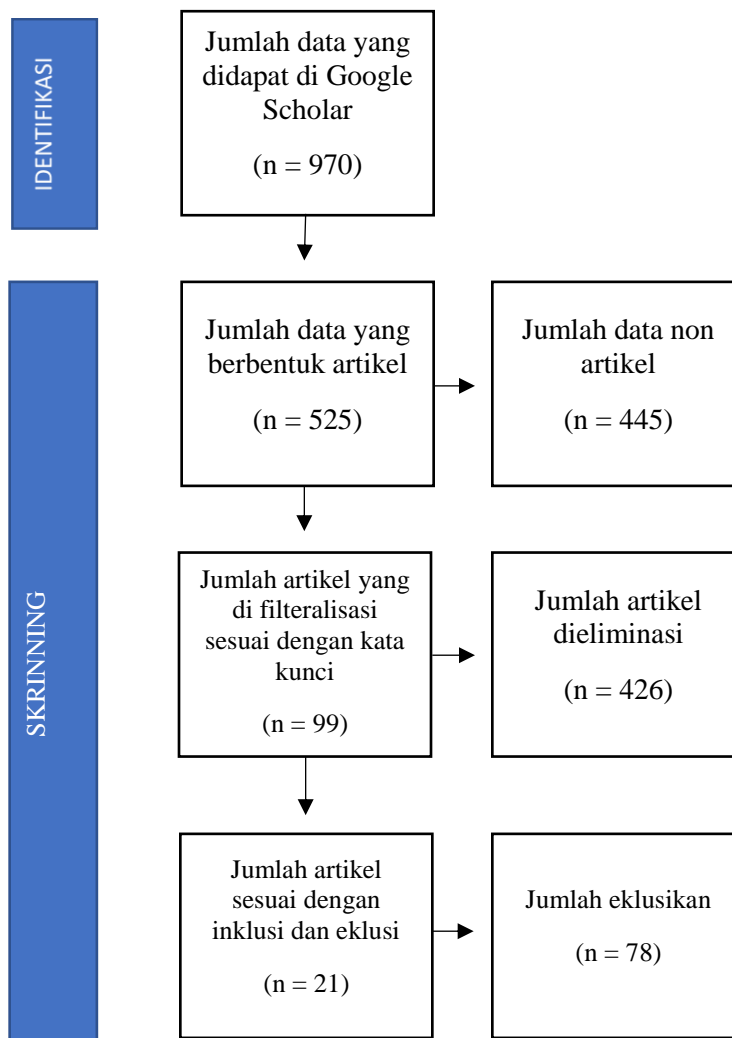 IDENTIFIKASI
Jumlah data yang
didapat di Google
Scholar
(n = 970)
SKRINNING
Jumlah data yang
berbentuk artikel
(n = 525)
Jumlah data non
artikel
(n = 445)
Jumlah artikel yang
di filteralisasi
sesuai dengan kata
kunci
(n = 99)
Jumlah artikel
dieliminasi
(n = 426)
Jumlah artikel
sesuai dengan
inklusi dan eklusi
(n = 21)
Jumlah eklusikan
(n = 78)